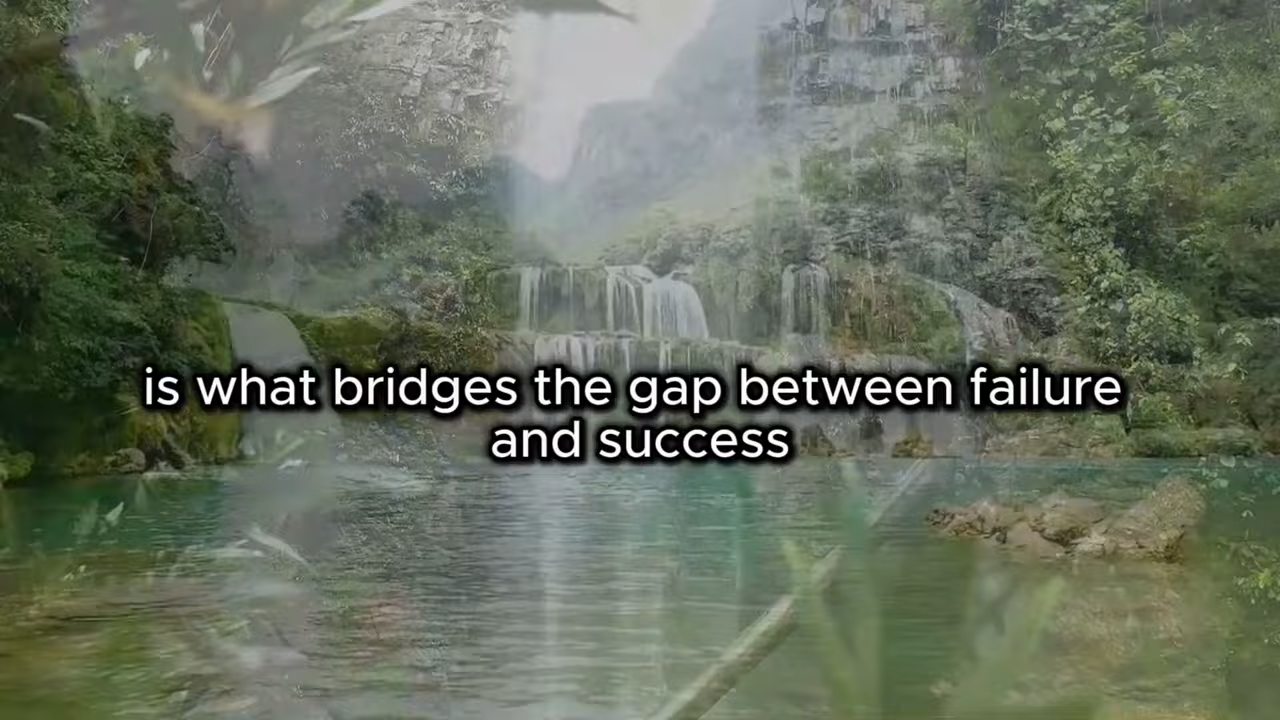 is what bridges the gap between failure
and success